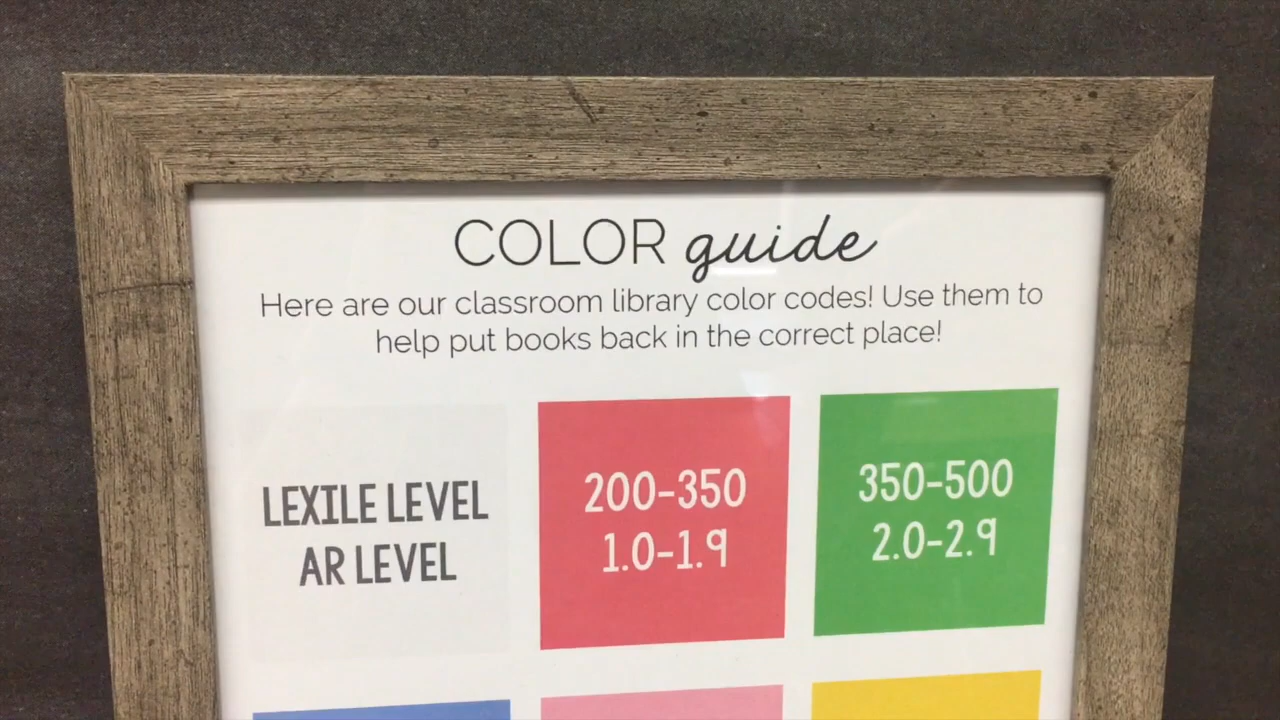 COLOR guide
Here are our classroom library color codes! Use them to
help put books back in the correct place!
LEXILE LEVEL
AR LEVEL
200-350
1.0-1.9
350-500
2.0-2.9